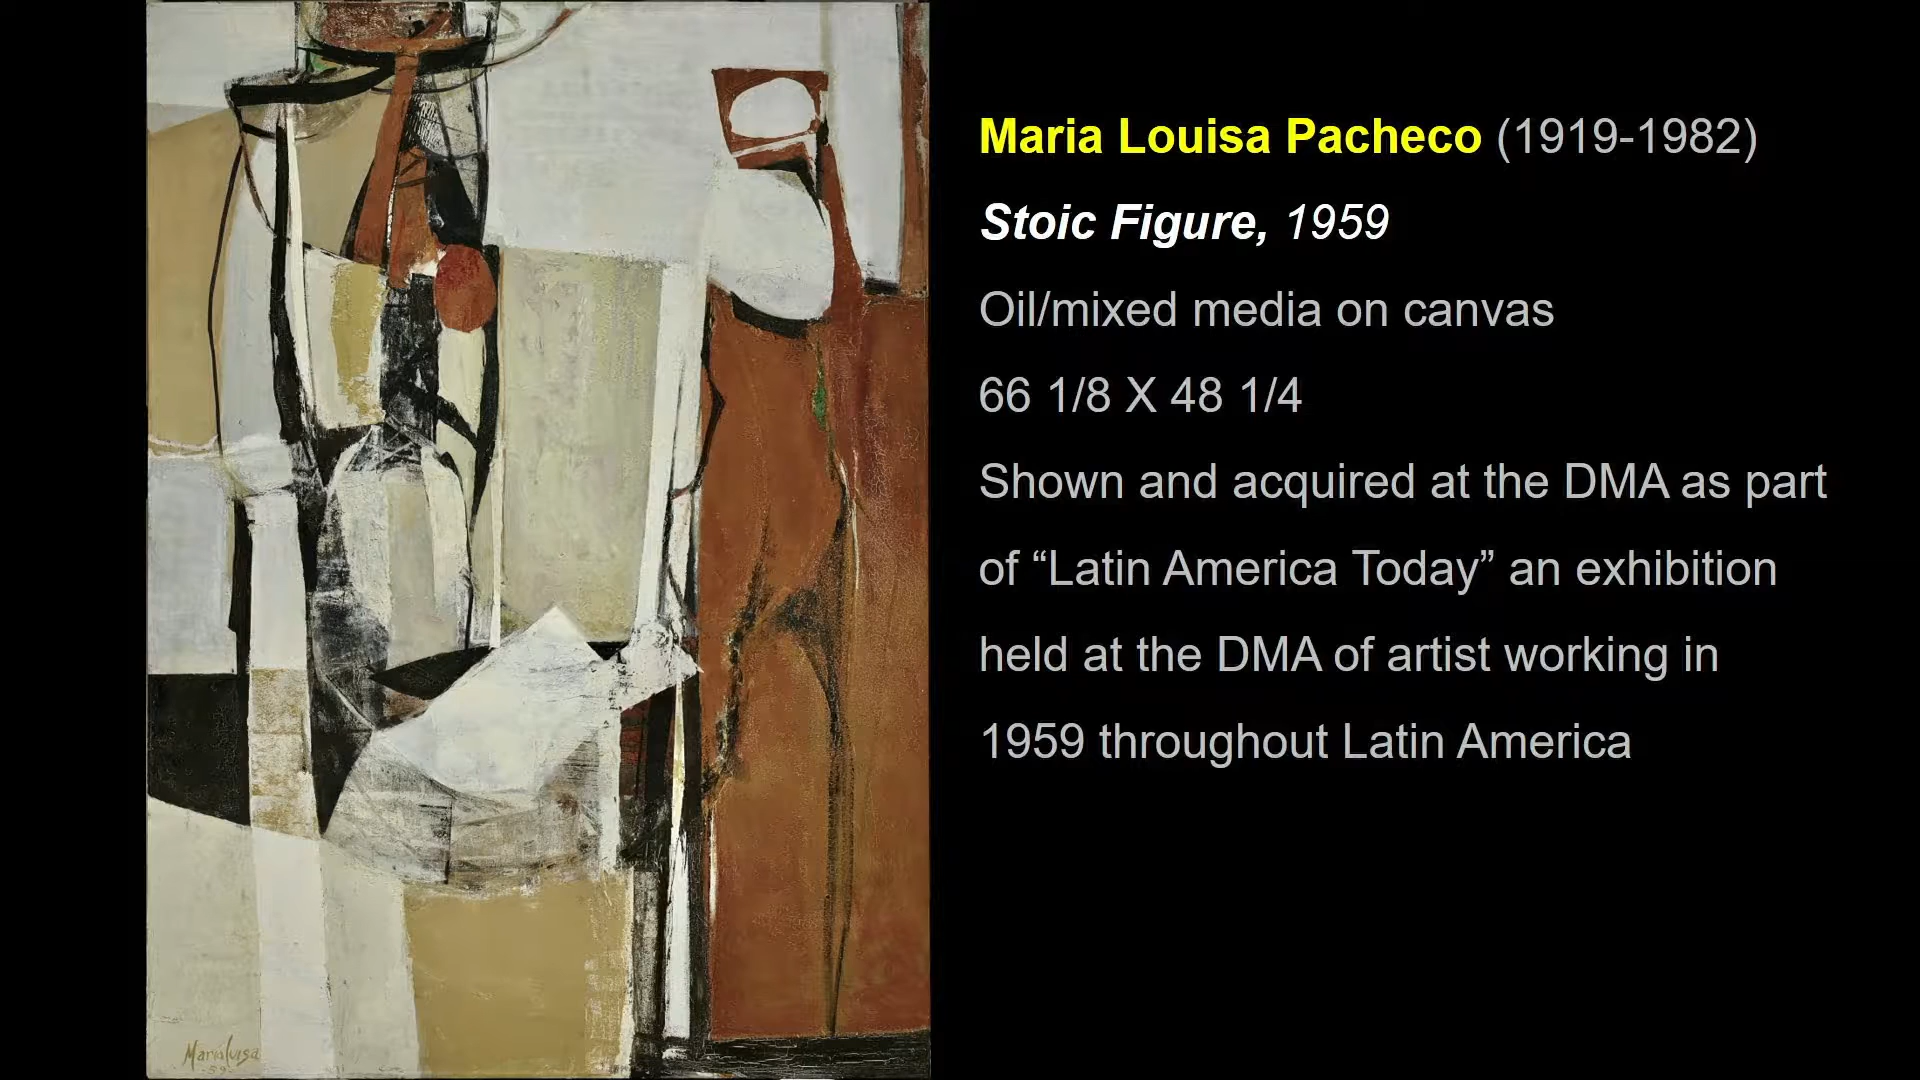 Maria Louisa Pacheco (1919-1982)
Stoic Figure, 1959
Oil/mixed media on canvas
66 1/8 X 48 1/4
Shown and acquired at the DMA as part
of “Latin America Today” an exhibition
held at the DMA of artist working in
1959 throughout Latin America
MaríaLuisa
59